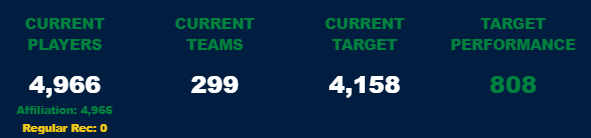 CURRENT PLAYERS
4,966
Affiliation: 4,966
Regular Rec: 0
CURRENT TEAMS
299
CURRENT TARGET
4,158
TARGET PERFORMANCE
808